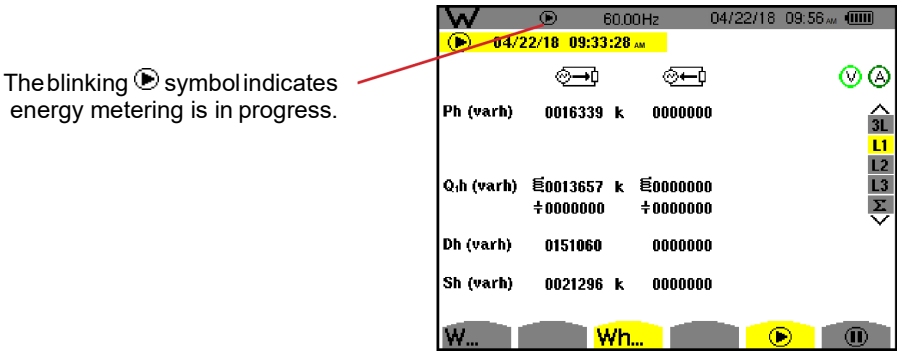 The blinking symbol indicates
energy metering is in progress.
W 60.00Hz 04/22/18 09:56 AM
04/22/18 09:33:28 AM
V A
Ph (varh) 0016339 k 0000000
3L
L1
L2
Q₁h (varh) 0013657 k 0000000
L3
0000000 0000000
Σ
Dh (varh) 0151060 0000000
Sh (varh) 0021296 k 0000000
W... Wh...